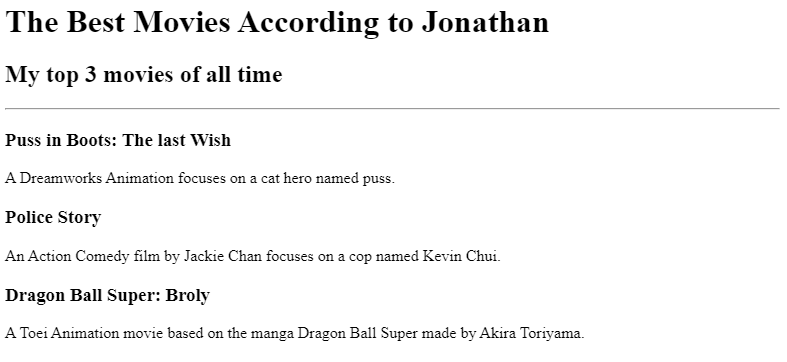 The Best Movies According to Jonathan
My top 3 movies of all time
Puss in Boots: The last Wish
A Dreamworks Animation focuses on a cat hero named puss.
Police Story
An Action Comedy film by Jackie Chan focuses on a cop named Kevin Chui.
Dragon Ball Super: Broly
A Toei Animation movie based on the manga Dragon Ball Super made by Akira Toriyama.